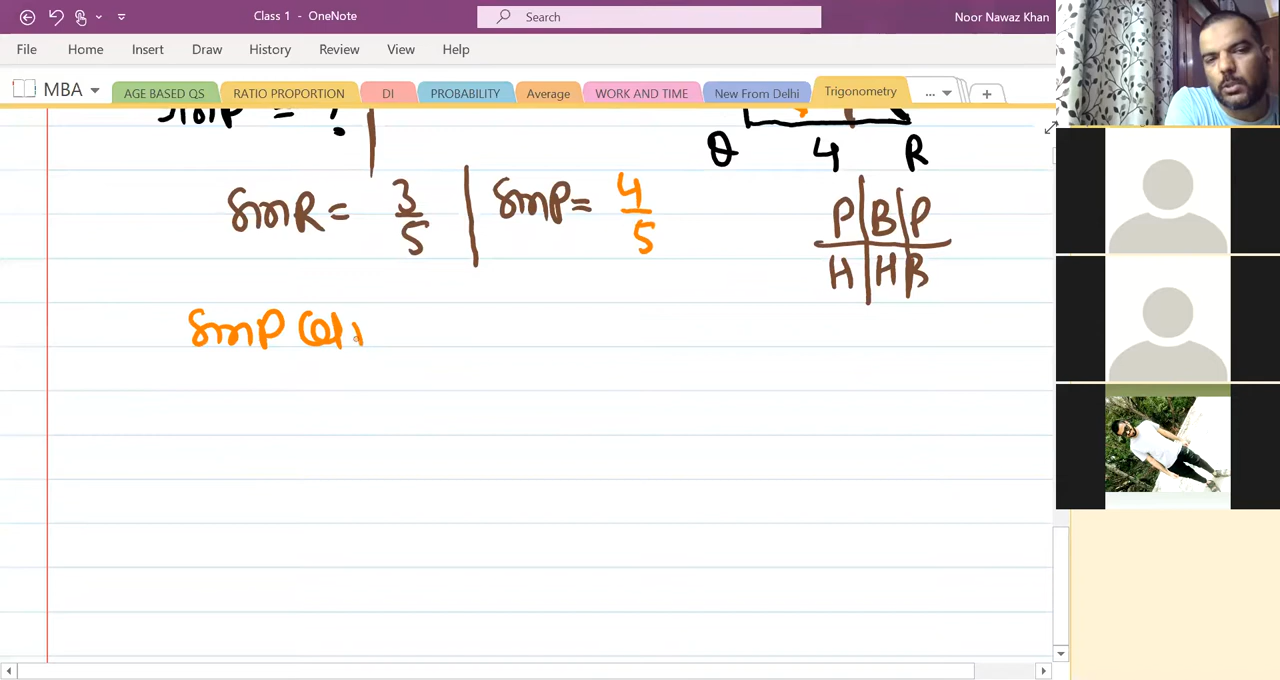 Class 1 - OneNote
Search
Noor Nawaz Khan
File Home Insert Draw History Review View Help
MBA
AGE BASED QS RATIO PROPORTION DI PROBABILITY Average WORK AND TIME New From Delhi Trigonometry ... +
= ?
Q 4 R
sinR = 3/5 | sinP = 4/5
P | B | P
H | H | B
sinP